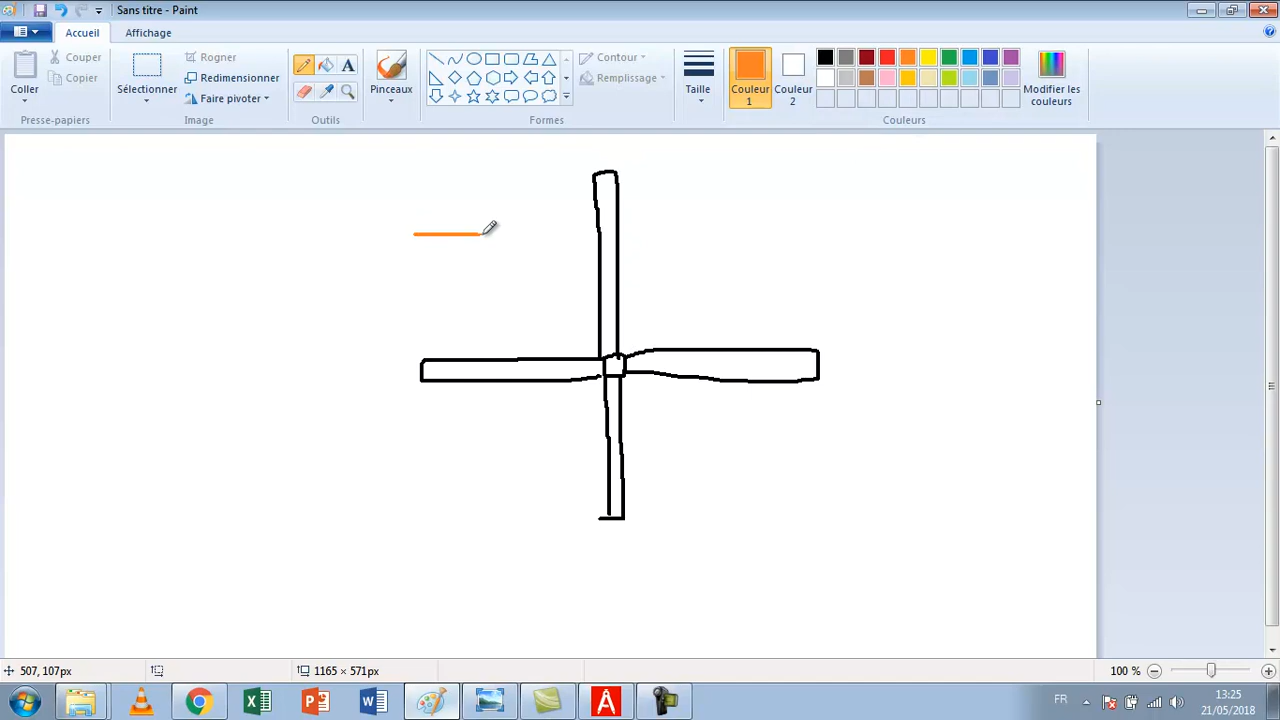 Sans titre - Paint
Accueil Affichage
Coller
Couper
Copier
Presse-papiers
Sélectionner
Rogner
Redimensionner
Faire pivoter
Image
A
Outils
Pinceaux
Contour
Remplissage
Formes
Taille
Couleur 1
Couleur 2
Modifier les couleurs
Couleurs
507, 107px
1165 × 571px
100 %
FR
13:25
21/05/2018